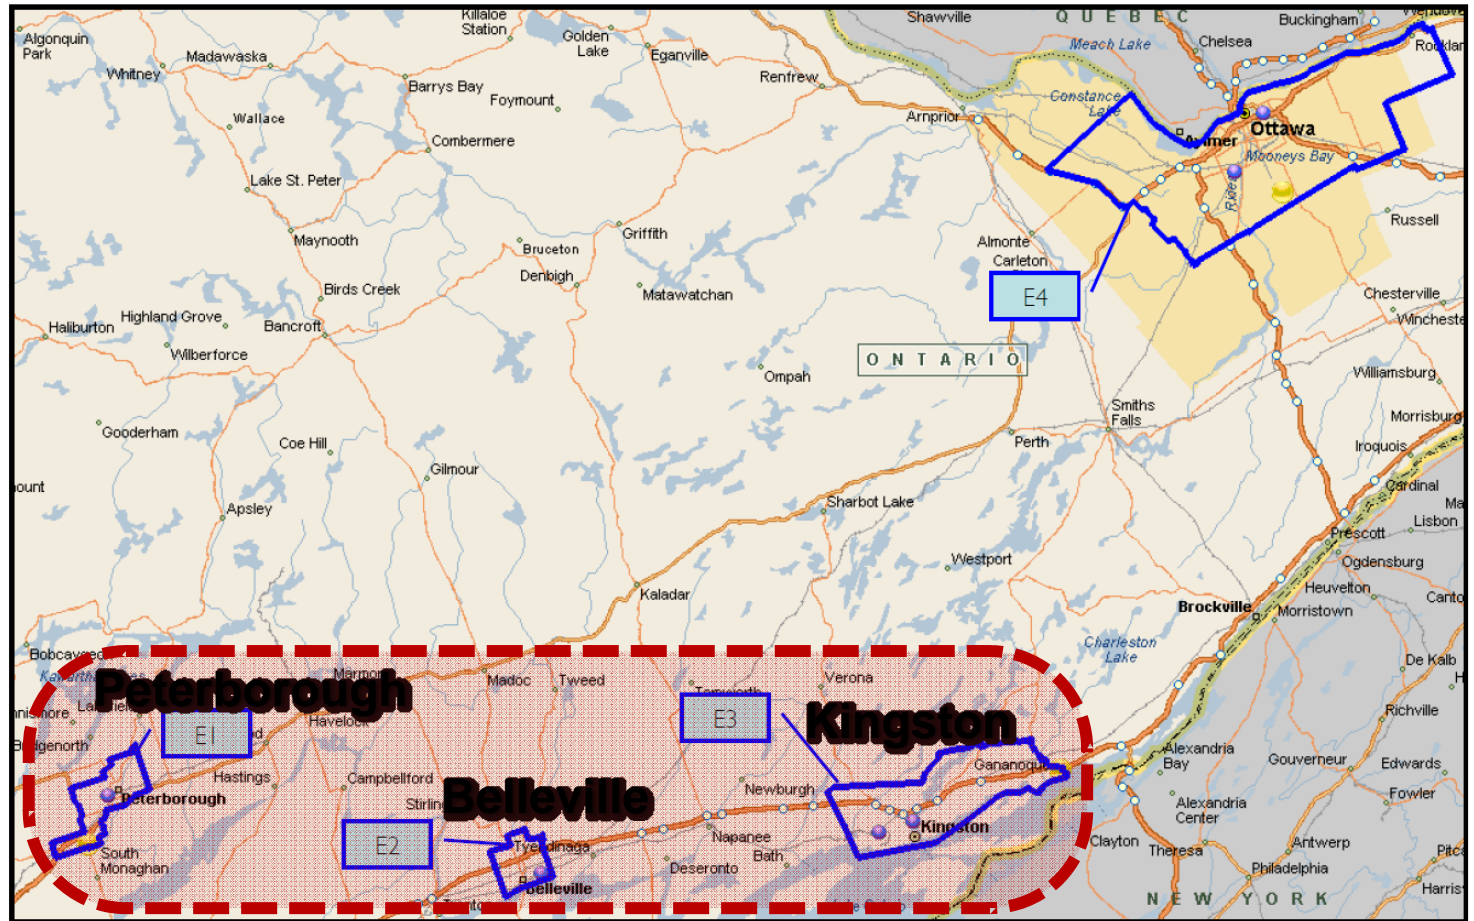 Algonquin
Park
Madawaska
Whitney
Killaloe
Station
Golden
Lake
Eganville
Shawville
QUEBEC
Meach Lake
Chelsea
Buckingham
Renfrew
Barrys Bay
Foymount
Wallace
Combermere
Constance
Lake
Arnprior
Ottawa
Mooneys Bay
Lake St. Peter
Maynooth
Bruceton
Griffith
Denbigh
Matawatchan
Birds Creek
Almonte
Carleton
E4
Russell
Chesterville
Haliburton
Highland Grove
Bancroft
Wilberforce
ONTARIO
Ompah
Williamsburg
Smiths
Falls
Morrisburg
Gooderham
Coe Hill
Gilmour
Perth
Iroquois
Cardinal
Apsley
Sharbot Lake
Lisbon
Prescott
Ogdensburg
Westport
Heuvelton
Kaladar
Brockville
Morristown
Charleston
Lake
De Kalb
Madoc
Tweed
Verona
Peterborough
E1
E3
Kingston
Havelock
Richville
Alexandria
Bay
Gouverneur
Edwards
Hastings
Campbellford
Belleville
Newburgh
Gananoque
Peterborough
Fowler
Alexandria
Center
Kingston
Napanee
E2
Tyendinaga
Bath
Deseronto
Clayton
Theresa
Antwerp
South
Monaghan
Belleville
Philadelphia
NEW YORK